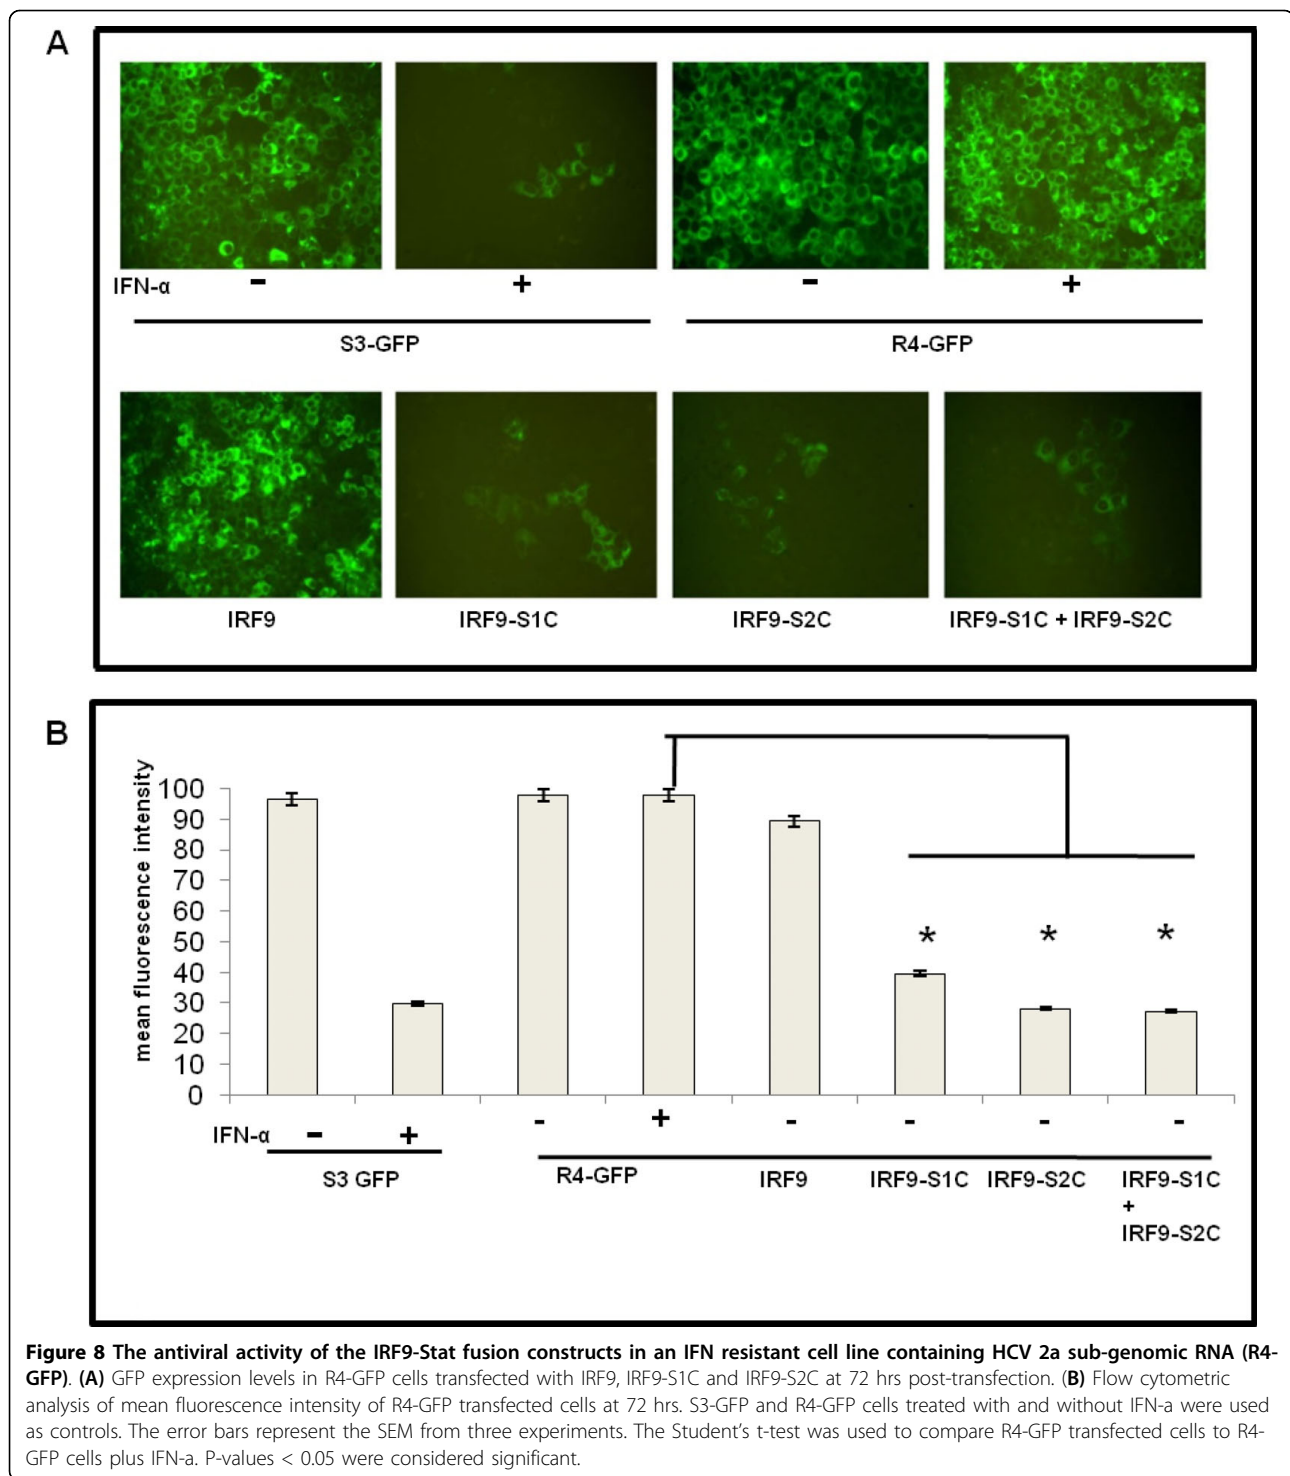 A
IFN-α - + - +
S3-GFP R4-GFP
IRF9 IRF9-S1C IRF9-S2C IRF9-S1C + IRF9-S2C
B
mean fluorescence intensity
100
90
80
70
60
50
40
30
20
10
0
* * *
IFN-α - + - + - - - -
S3 GFP R4-GFP IRF9 IRF9-S1C IRF9-S2C IRF9-S1C
+
IRF9-S2C
Figure 8 The antiviral activity of the IRF9-Stat fusion constructs in an IFN resistant cell line containing HCV 2a sub-genomic RNA (R4-
GFP). (A) GFP expression levels in R4-GFP cells transfected with IRF9, IRF9-S1C and IRF9-S2C at 72 hrs post-transfection. (B) Flow cytometric
analysis of mean fluorescence intensity of R4-GFP transfected cells at 72 hrs. S3-GFP and R4-GFP cells treated with and without IFN-a were used
as controls. The error bars represent the SEM from three experiments. The Student's t-test was used to compare R4-GFP transfected cells to R4-
GFP cells plus IFN-a. P-values < 0.05 were considered significant.